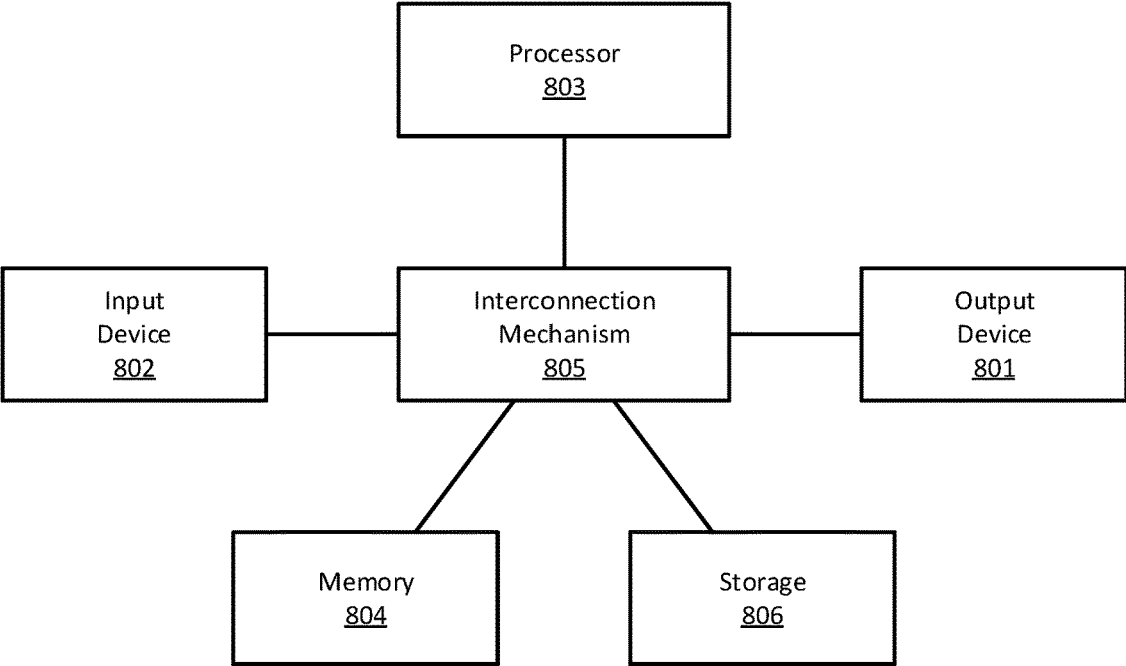 Processor
803
Input
Device
802
Interconnection
Mechanism
805
Output
Device
801
Memory
804
Storage
806